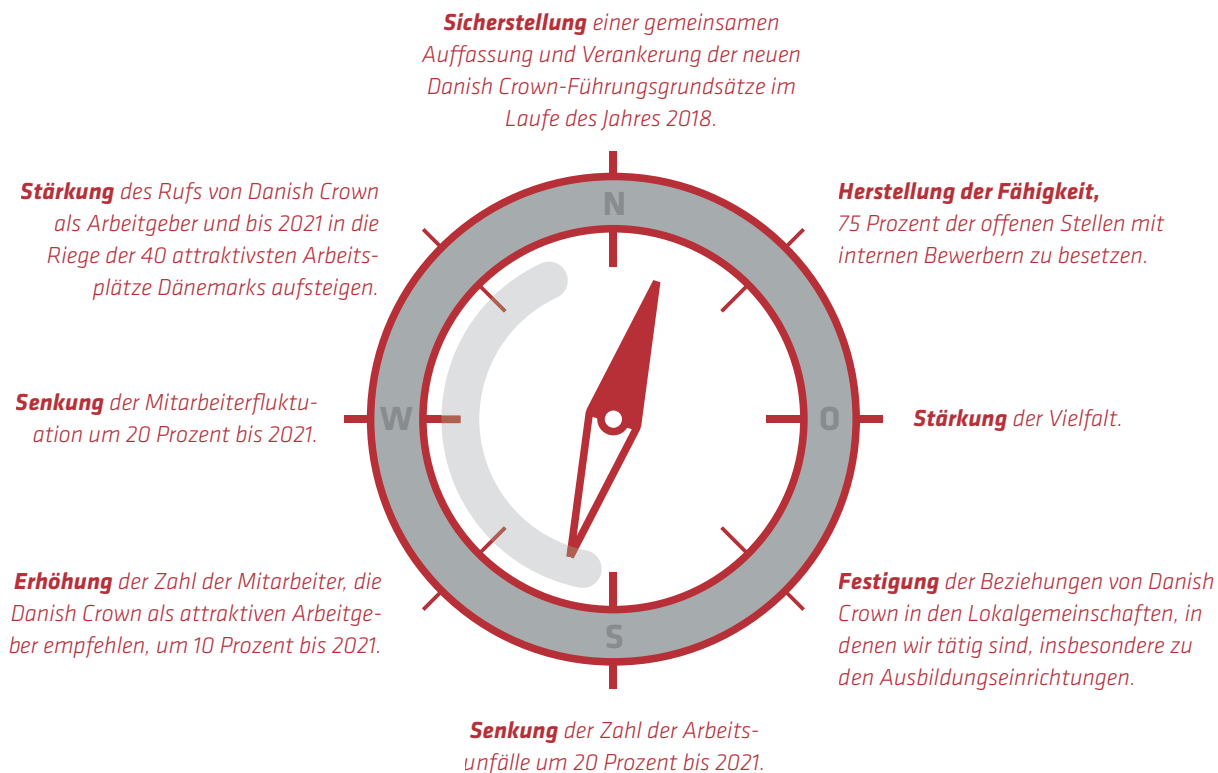 Sicherstellung einer gemeinsamen
Auffassung und Verankerung der neuen
Danish Crown-Führungsgrundsätze im
Laufe des Jahres 2018.
Stärkung des Rufs von Danish Crown
als Arbeitgeber und bis 2021 in die
Riege der 40 attraktivsten Arbeits-
plätze Dänemarks aufsteigen.
Herstellung der Fähigkeit,
75 Prozent der offenen Stellen mit
internen Bewerbern zu besetzen.
N
Senkung der Mitarbeiterfluktu-
ation um 20 Prozent bis 2021.
W
O
Stärkung der Vielfalt.
Erhöhung der Zahl der Mitarbeiter, die
Danish Crown als attraktiven Arbeitge-
ber empfehlen, um 10 Prozent bis 2021.
S
Festigung der Beziehungen von Danish
Crown in den Lokalgemeinschaften, in
denen wir tätig sind, insbesondere zu
den Ausbildungseinrichtungen.
Senkung der Zahl der Arbeits-
unfälle um 20 Prozent bis 2021.